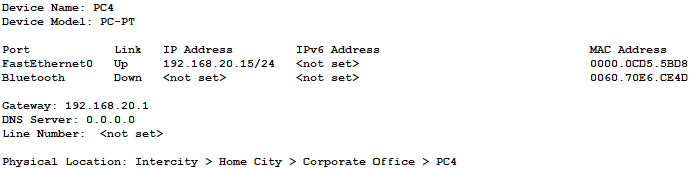 Device Name: PC4
Device Model: PC-PT
Port Link IP Address IPv6 Address MAC Address
FastEthernet0 Up 192.168.20.15/24 <not set> 0000.0CD5.5BD8
Bluetooth Down <not set> <not set> 0060.70E6.CE4D
Gateway: 192.168.20.1
DNS Server: 0.0.0.0
Line Number: <not set>
Physical Location: Intercity > Home City > Corporate Office > PC4